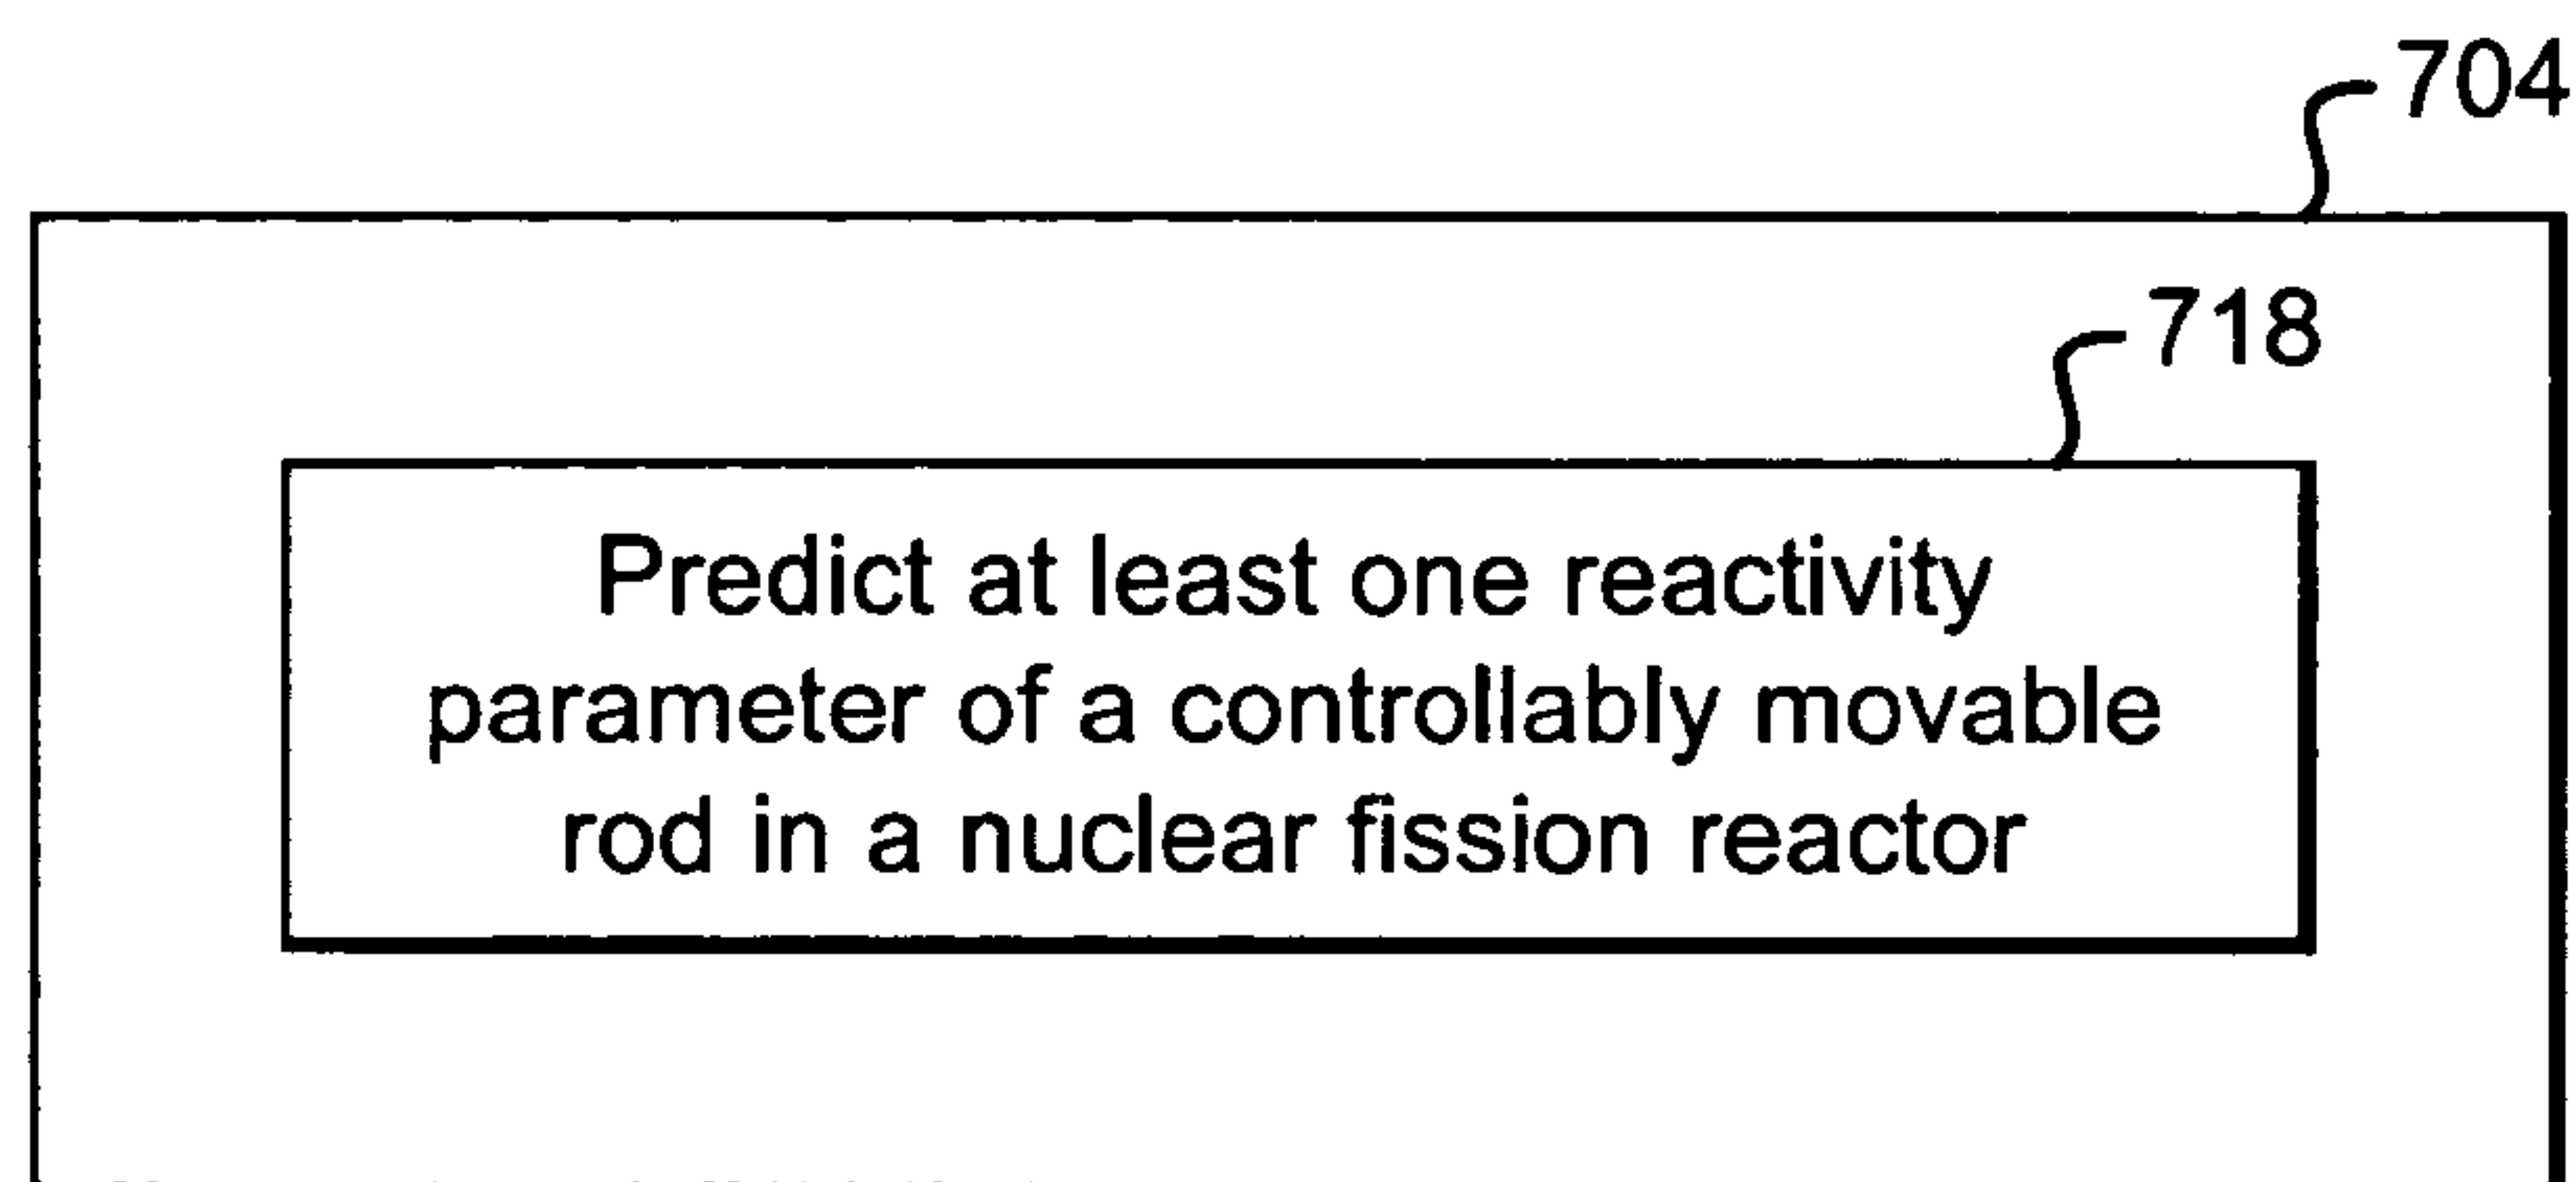 704
718
Predict at least one reactivity
parameter of a controllably movable
rod in a nuclear fission reactor